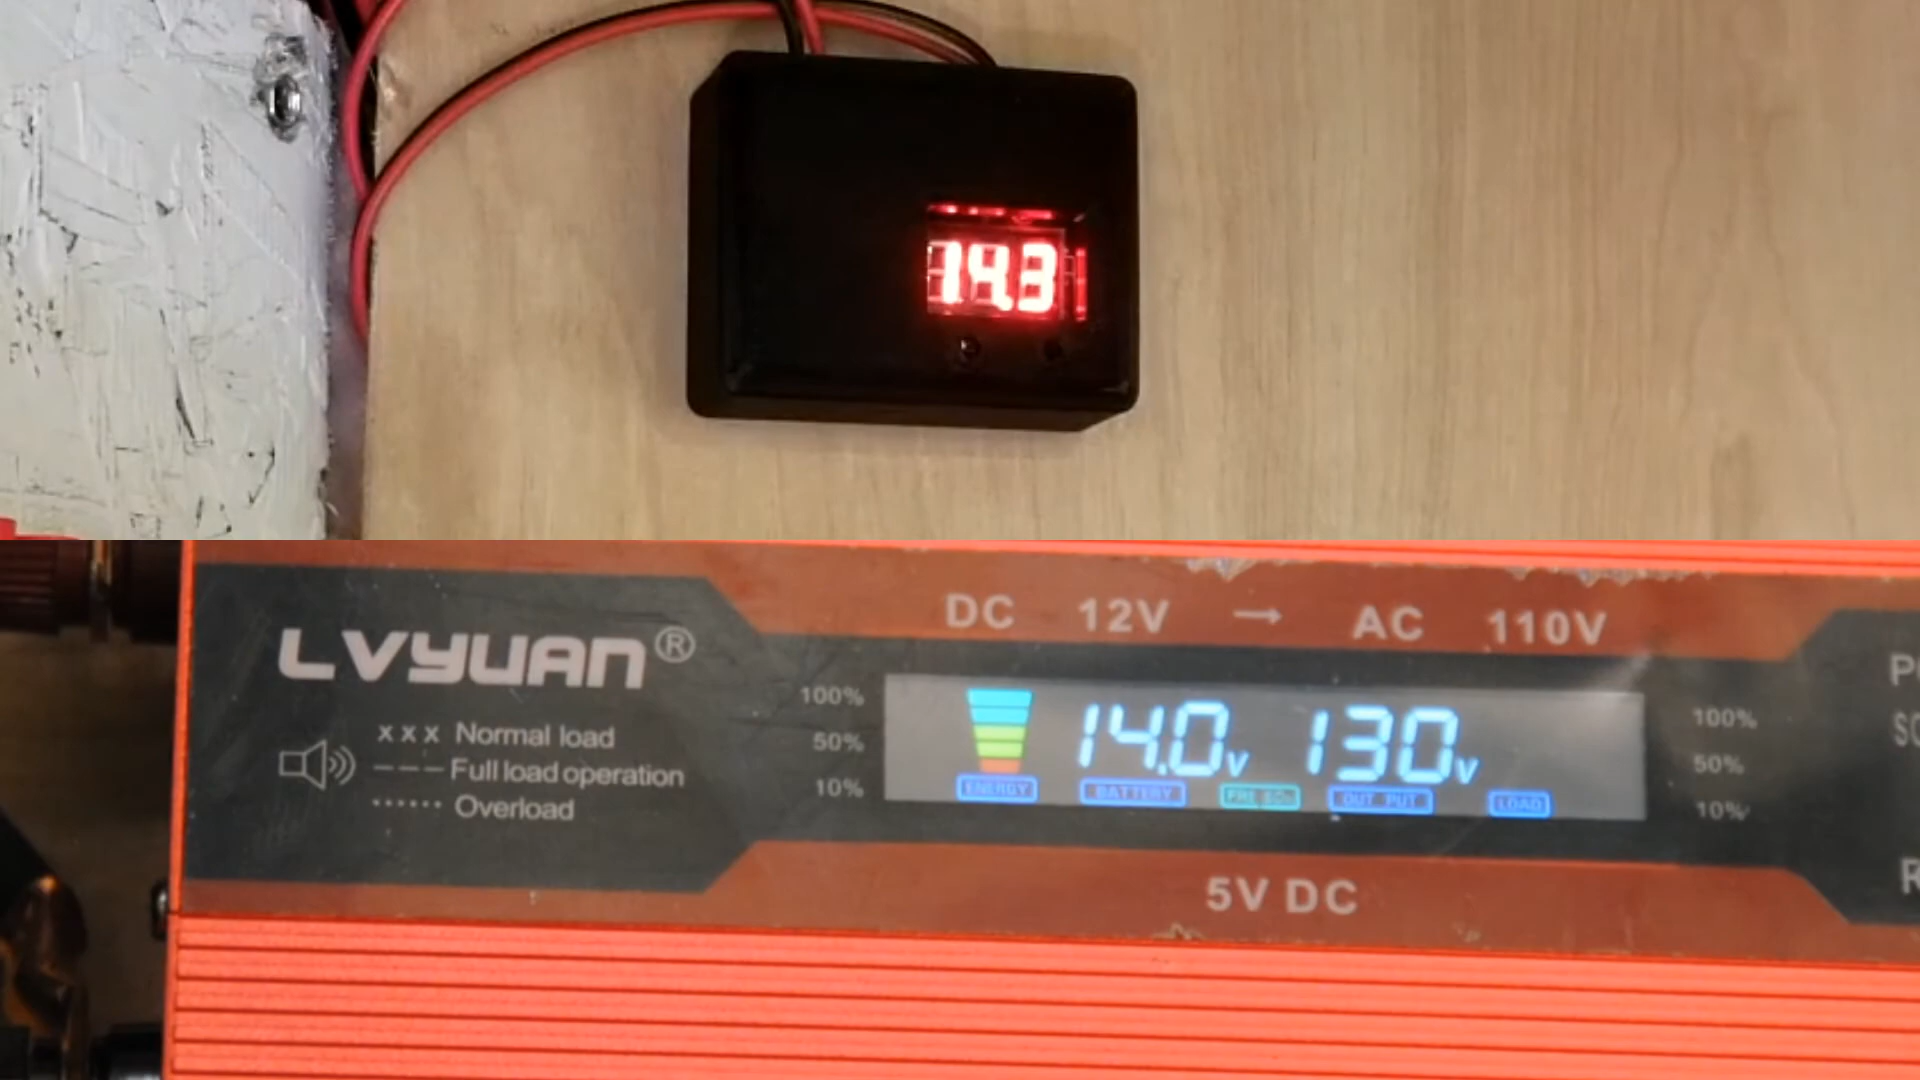 14.3
DC 12V → AC 110V
LVYUAN®
100%
50%
10%
x x x Normal load
--- Full load operation
...... Overload
14.0v 130v
ENERGY BATTERY OUT PUT LOAD
100%
50%
10%
5V DC